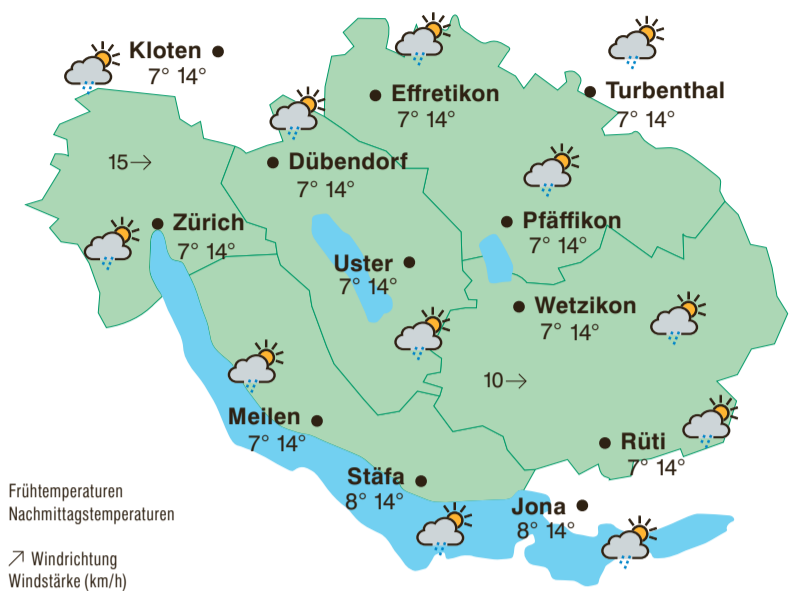 Kloten
7° 14°
Effretikon
7° 14°
Turbenthal
7° 14°
15→
Dübendorf
7° 14°
Zürich
7° 14°
Pfäffikon
7° 14°
Uster
7° 14°
Wetzikon
7° 14°
10→
Meilen
7° 14°
Rüti
7° 14°
Stäfa
8° 14°
Jona
8° 14°
Frühtemperaturen
Nachmittagstemperaturen
↗ Windrichtung
Windstärke (km/h)